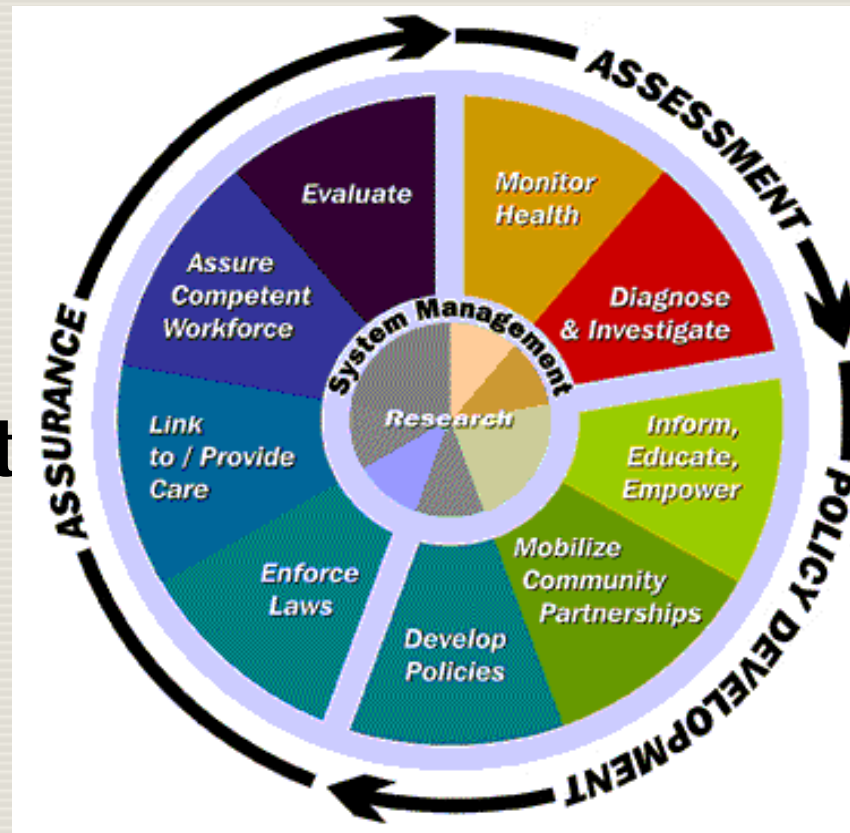 ASSESSMENT
Monitor
Health
Diagnose
& Investigate
Inform,
Educate,
Empower
Mobilize
Community
Partnerships
POLICY DEVELOPMENT
Develop
Policies
Enforce
Laws
Link
to / Provide
Care
Assure
Competent
Workforce
Evaluate
ASSURANCE
System Management
Research
t